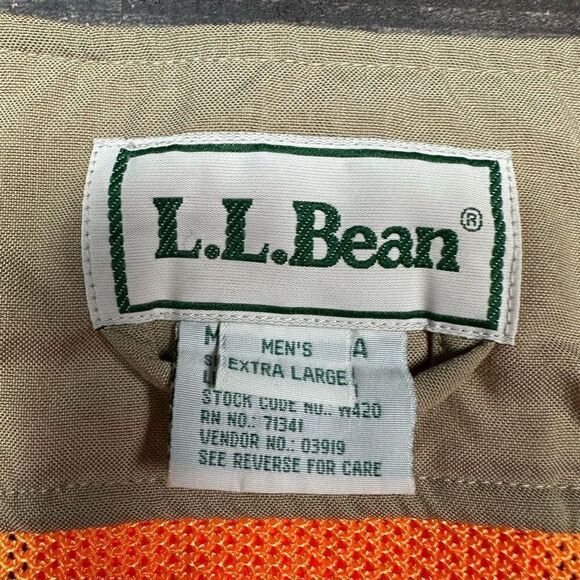 L.L.Bean®
MEN'S
EXTRA LARGE
STOCK CODE NO.: W420
RN NO.: 71341
VENDOR NO.: 03919
SEE REVERSE FOR CARE